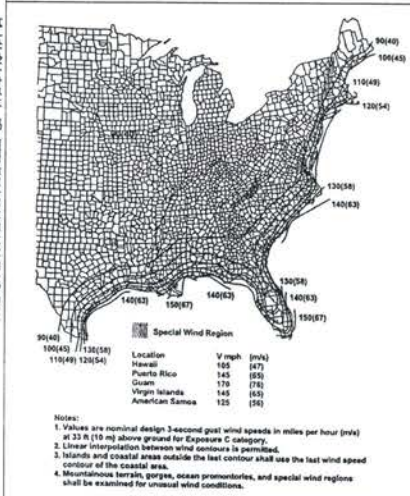 90(40)
100(45)
110(49)
120(54)
130(58)
140(63)
130(58)
140(63)
140(63)
150(67)
140(63)
150(67)
90(40)
100(45) 130(58)
110(49) 120(54)
Special Wind Region
Location V mph (m/s)
Hawaii 105 (47)
Puerto Rico 145 (65)
Guam 170 (76)
Virgin Islands 145 (65)
American Samoa 125 (56)
Notes:
1. Values are nominal design 3-second gust wind speeds in miles per hour (m/s)
at 33 ft (10 m) above ground for Exposure C category.
2. Linear interpolation between wind contours is permitted.
3. Islands and coastal areas outside the last contour shall use the last wind speed
contour of the coastal area.
4. Mountainous terrain, gorges, ocean promontories, and special wind regions
shall be examined for unusual wind conditions.